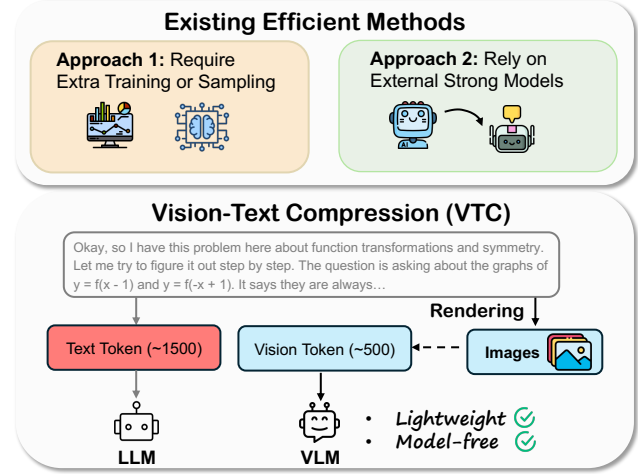 Existing Efficient Methods
Approach 1: Require
Extra Training or Sampling
Approach 2: Rely on
External Strong Models
AI
Vision-Text Compression (VTC)
Okay, so I have this problem here about function transformations and symmetry.
Let me try to figure it out step by step. The question is asking about the graphs of
y = f(x - 1) and y = f(-x + 1). It says they are always…
Rendering
Text Token (~1500)
Vision Token (~500)
Images
LLM
VLM
• Lightweight
• Model-free